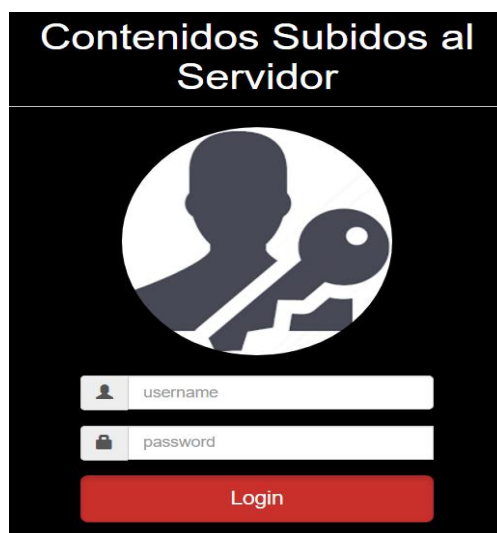 Contenidos Subidos al
Servidor
username
password
Login